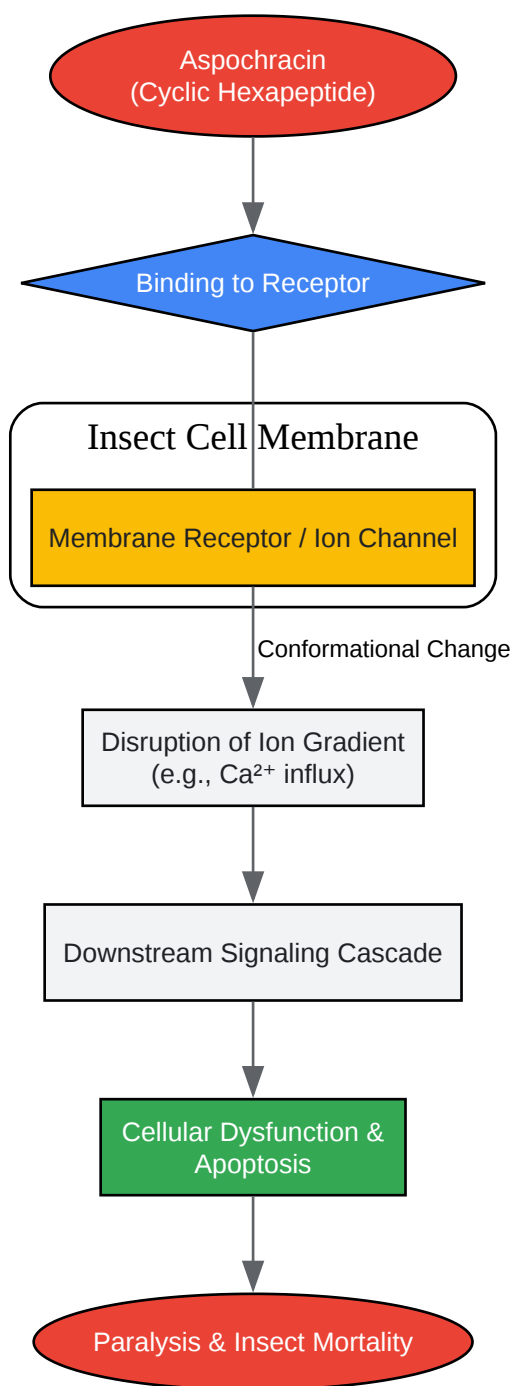 Aspochracin
(Cyclic Hexapeptide)
Binding to Receptor
Insect Cell Membrane
Membrane Receptor / Ion Channel
Conformational Change
Disruption of Ion Gradient
(e.g., Ca²⁺ influx)
Downstream Signaling Cascade
Cellular Dysfunction &
Apoptosis
Paralysis & Insect Mortality